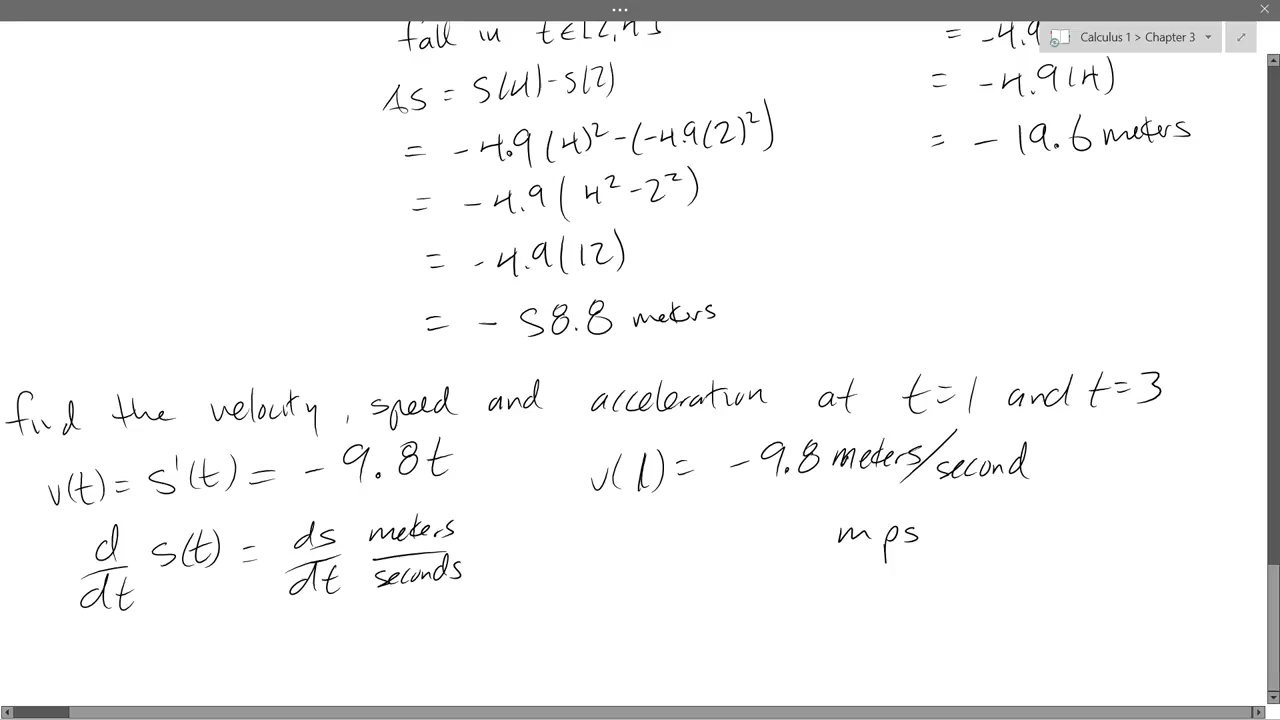 Calculus 1 > Chapter 3
fall in t∈[2,4]
Δs = s(4)-s(2)
= -4.9(4)²-(-4.9(2)²)
= -4.9(4²-2²)
= -4.9(12)
= - 58.8 meters
= -4.9
= -4.9(4)
= - 19.6 meters
find the velocity, speed and acceleration at t=1 and t=3
v(t) = s'(t) = - 9.8t
v(1) = -9.8 meters/second
d/dt s(t) = ds/dt meters/seconds
mps